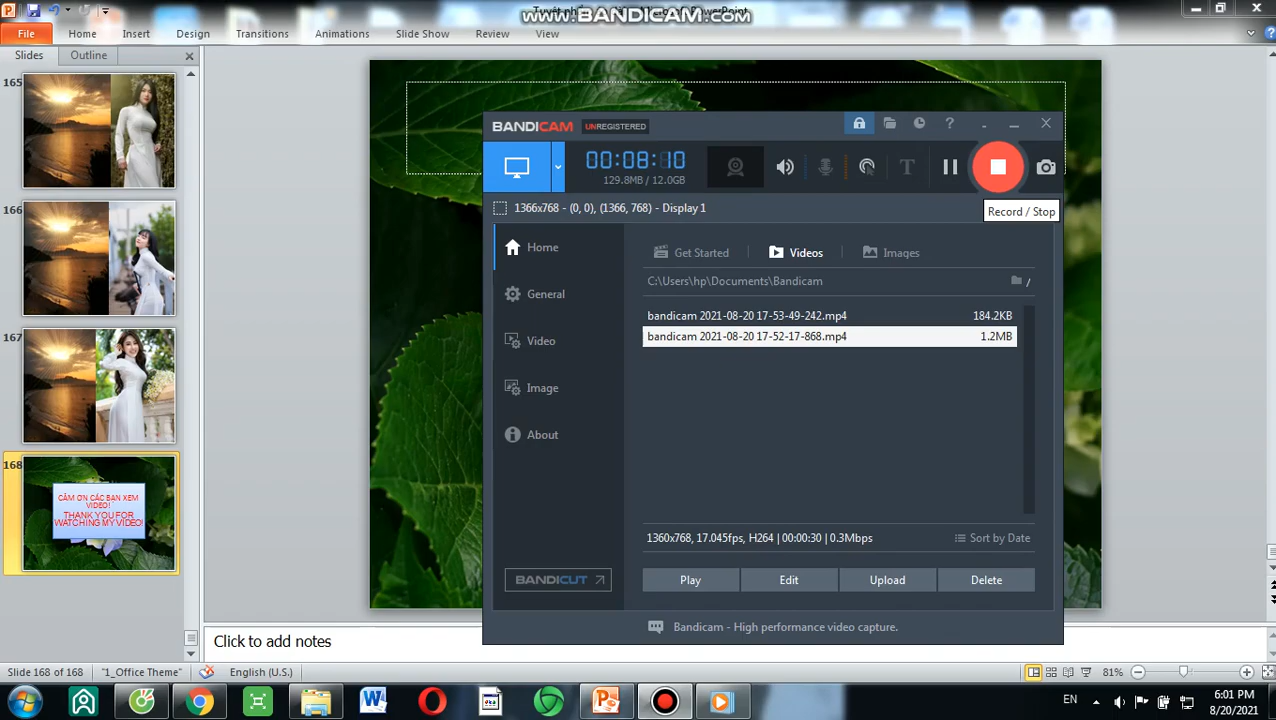 www.BANDICAM.com
File
Home
Insert
Design
Transitions
Animations
Slide Show
Review
View
Slides
Outline
165
166
167
168
CẢM ƠN CÁC BẠN XEM
VIDEO!
THANK YOU FOR
WATCHING MY VIDEO!
BANDICAM UNREGISTERED
00:08:10
129.8MB / 12.0GB
1366x768 - (0, 0), (1366, 768) - Display 1
Record / Stop
Home
General
Video
Image
About
BANDICUT
Get Started
Videos
Images
C:\Users\hp\Documents\Bandicam
bandicam 2021-08-20 17-53-49-242.mp4 184.2KB
bandicam 2021-08-20 17-52-17-868.mp4 1.2MB
1360x768, 17.045fps, H264 | 00:00:30 | 0.3Mbps
Sort by Date
Play
Edit
Upload
Delete
Bandicam - High performance video capture.
Click to add notes
Slide 168 of 168
"1_Office Theme"
English (U.S.)
81%
EN
6:01 PM
8/20/2021